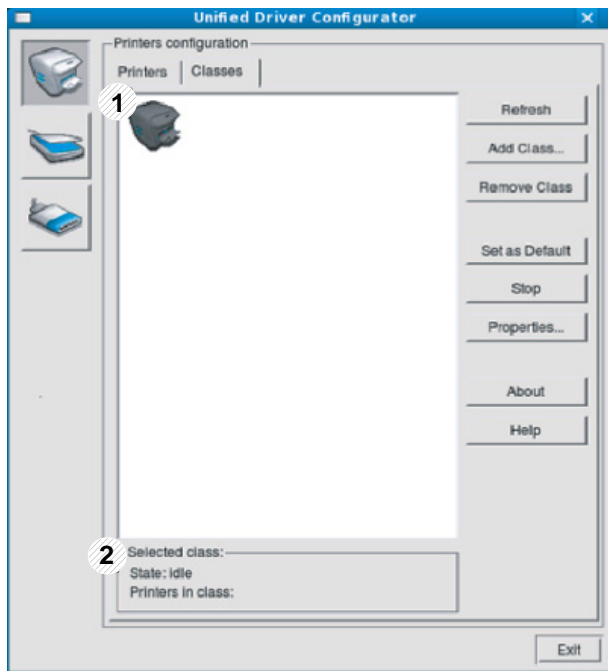 Unified Driver Configurator
Printers configuration
Printers Classes
1
Refresh
Add Class...
Remove Class
Set as Default
Stop
Properties...
About
Help
2
Selected class:
State: idle
Printers in class:
Exit